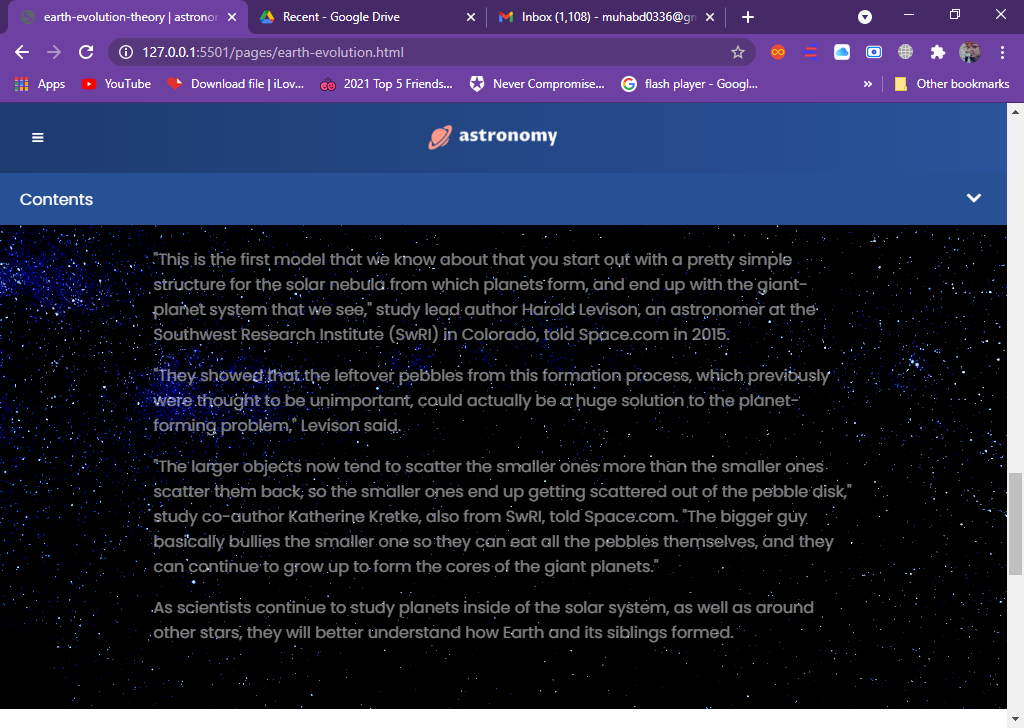 earth-evolution-theory | astronor
Recent - Google Drive
Inbox (1,108) - muhabd0336@gm
127.0.0.1:5501/pages/earth-evolution.html
Apps
YouTube
Download file | iLov...
2021 Top 5 Friends...
Never Compromise...
flash player - Googl...
»
Other bookmarks
astronomy
Contents
"This is the first model that we know about that you start out with a pretty simple
structure for the solar nebula from which planets form, and end up with the giant-
planet system that we see," study lead author Harold Levison, an astronomer at the
Southwest Research Institute (SwRI) in Colorado, told Space.com in 2015.
"They showed that the leftover pebbles from this formation process, which previously
were thought to be unimportant, could actually be a huge solution to the planet-
forming problem," Levison said.
"The larger objects now tend to scatter the smaller ones more than the smaller ones
scatter them back, so the smaller ones end up getting scattered out of the pebble disk,"
study co-author Katherine Kretke, also from SwRI, told Space.com. "The bigger guy
basically bullies the smaller one so they can eat all the pebbles themselves, and they
can continue to grow up to form the cores of the giant planets."
As scientists continue to study planets inside of the solar system, as well as around
other stars, they will better understand how Earth and its siblings formed.